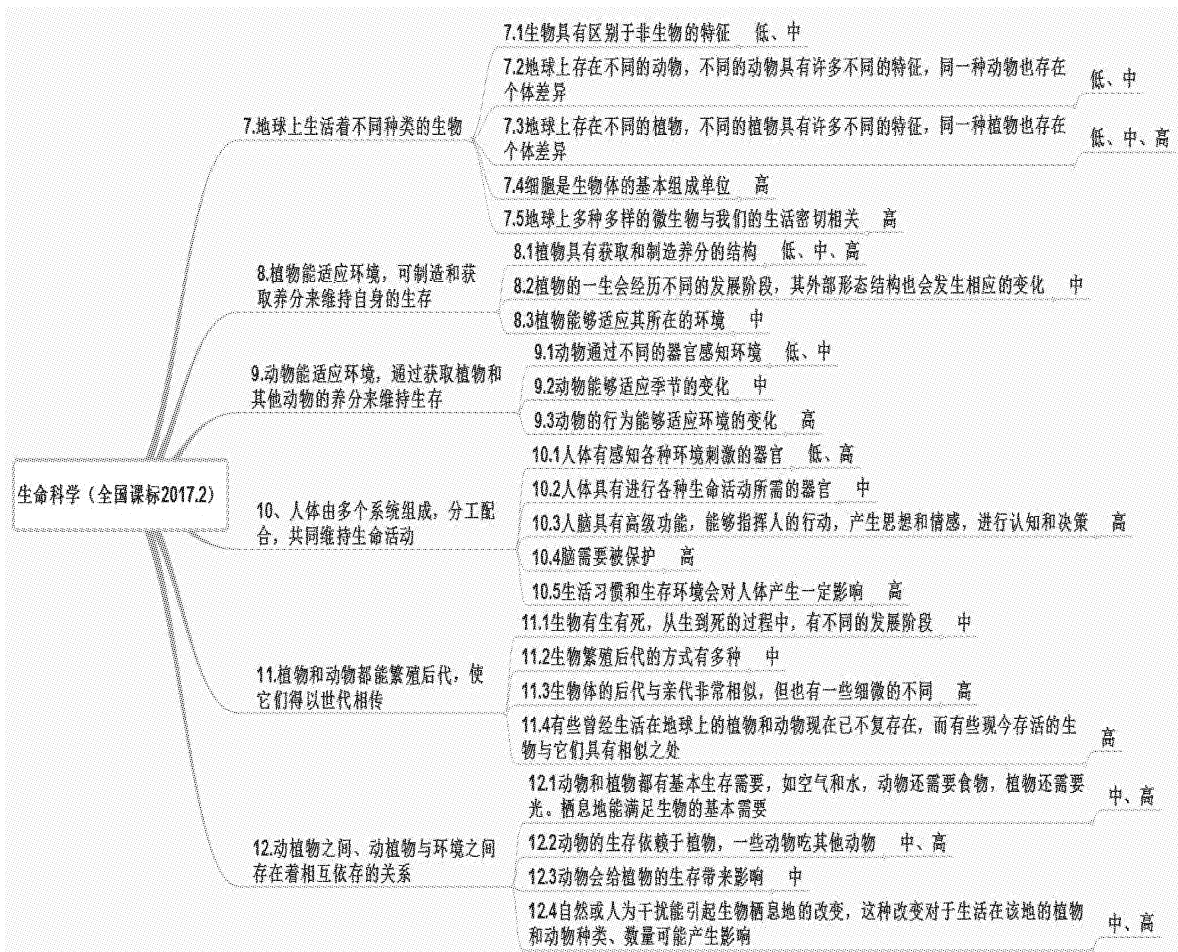 生命科学（全国课标2017.2）
7.地球上生活着不同种类的生物
7.1生物具有区别于非生物的特征 低、中
7.2地球上存在不同的动物，不同的动物具有许多不同的特征，同一种动物也存在
个体差异 低、中
7.3地球上存在不同的植物，不同的植物具有许多不同的特征，同一种植物也存在
个体差异 低、中、高
7.4细胞是生物体的基本组成单位 高
7.5地球上多种多样的微生物与我们的生活密切相关 高
8.植物能适应环境，可制造和获
取养分来维持自身的生存
8.1植物具有获取和制造养分的结构 低、中、高
8.2植物的一生会经历不同的发展阶段，其外部形态结构也会发生相应的变化 中
8.3植物能够适应其所在的环境 中
9.动物能适应环境，通过获取植物和
其他动物的养分来维持生存
9.1动物通过不同的器官感知环境 低、中
9.2动物能够适应季节的变化 中
9.3动物的行为能够适应环境的变化 高
10、人体由多个系统组成，分工配
合，共同维持生命活动
10.1人体有感知各种环境刺激的器官 低、高
10.2人体具有进行各种生命活动所需的器官 中
10.3人脑具有高级功能，能够指挥人的行动，产生思想和情感，进行认知和决策 高
10.4脑需要被保护 高
10.5生活习惯和生存环境会对人体产生一定影响 高
11.植物和动物都能繁殖后代，使
它们得以世代相传
11.1生物有生有死，从生到死的过程中，有不同的发展阶段 中
11.2生物繁殖后代的方式有多种 中
11.3生物体的后代与亲代非常相似，但也有一些细微的不同 高
11.4有些曾经生活在地球上的植物和动物现在已不复存在，而有些现今存活的生
物与它们具有相似之处 高
12.动植物之间、动植物与环境之间
存在着相互依存的关系
12.1动物和植物都有基本生存需要，如空气和水，动物还需要食物，植物还需要
光。栖息地能满足生物的基本需要 中、高
12.2动物的生存依赖于植物，一些动物吃其他动物 中、高
12.3动物会给植物的生存带来影响 中
12.4自然或人为干扰能引起生物栖息地的改变，这种改变对于生活在该地的植物
和动物种类、数量可能产生影响 中、高